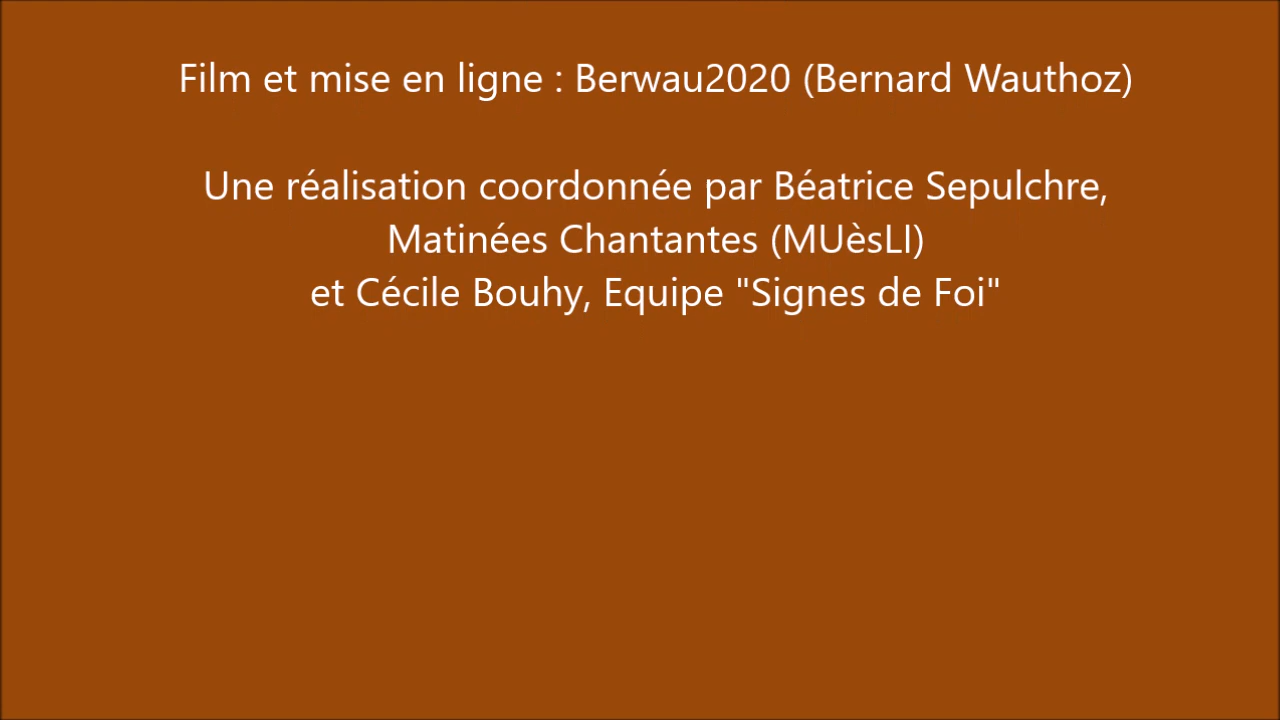 Film et mise en ligne : Berwau2020 (Bernard Wauthoz)
Une réalisation coordonnée par Béatrice Sepulchre,
Matinées Chantantes (MUèsLI)
et Cécile Bouhy, Equipe "Signes de Foi"